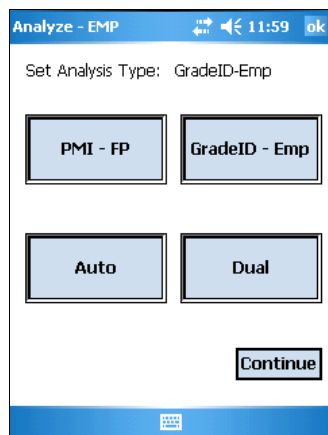 Analyze - EMP 11:59 ok
Set Analysis Type: GradeID-Emp
PMI - FP GradeID - Emp
Auto Dual
Continue